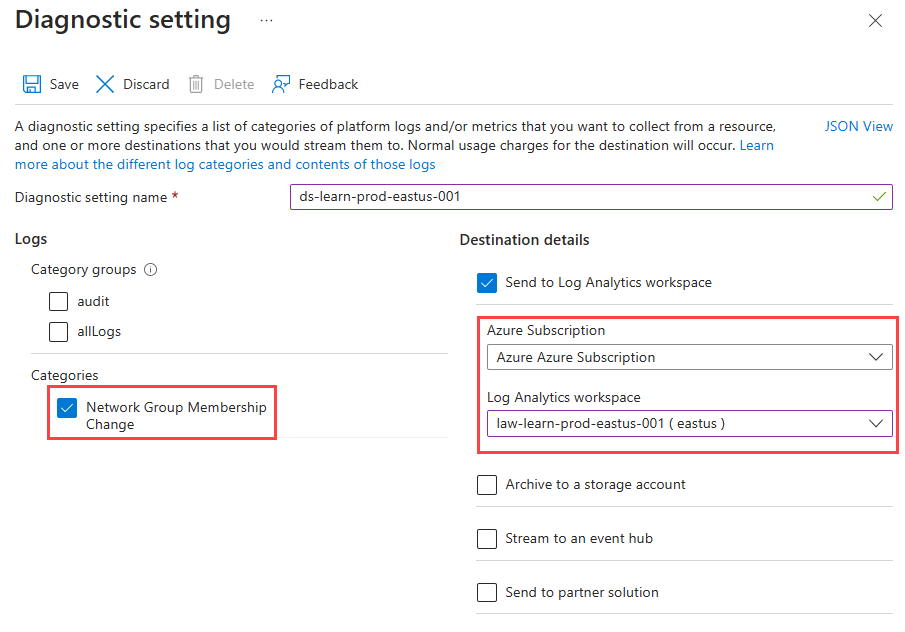 Diagnostic setting ...
Save Discard Delete Feedback
A diagnostic setting specifies a list of categories of platform logs and/or metrics that you want to collect from a resource,
and one or more destinations that you would stream them to. Normal usage charges for the destination will occur. Learn
more about the different log categories and contents of those logs
JSON View
Diagnostic setting name *
ds-learn-prod-eastus-001
Logs
Category groups
audit
allLogs
Categories
Network Group Membership
Change
Destination details
Send to Log Analytics workspace
Azure Subscription
Azure Azure Subscription
Log Analytics workspace
law-learn-prod-eastus-001 ( eastus )
Archive to a storage account
Stream to an event hub
Send to partner solution